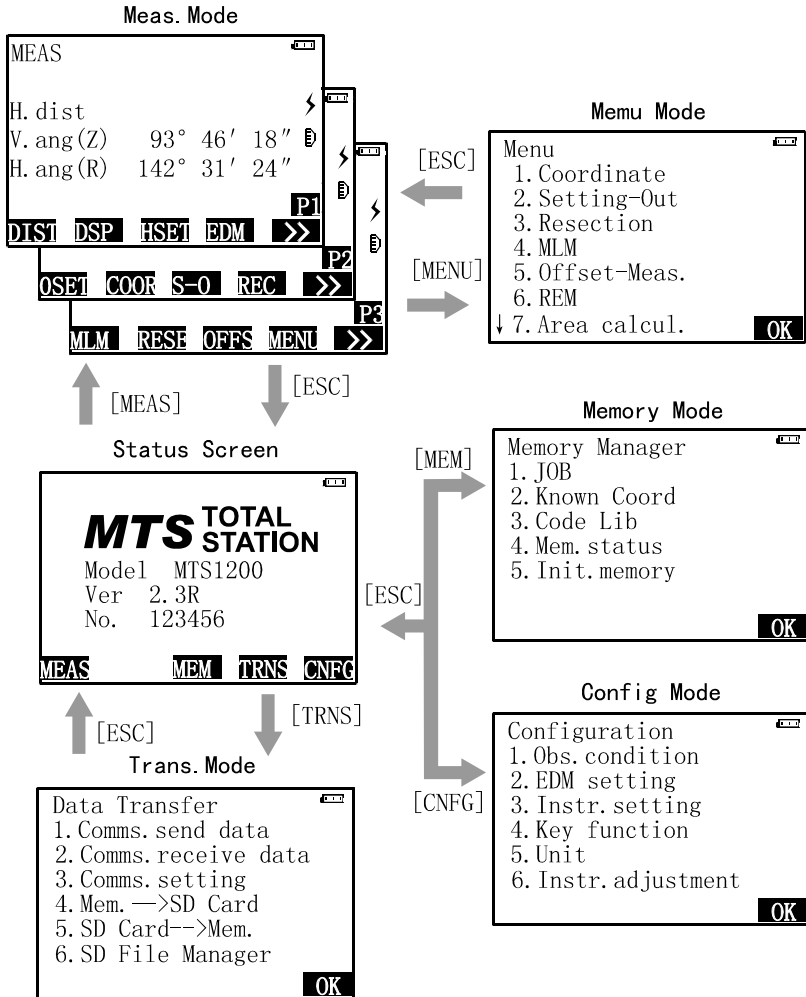 Meas.Mode
MEAS
H.dist
V.ang(Z) 93° 46′ 18″
H.ang(R) 142° 31′ 24″
P1
DIST DSP HSET EDM >>
P2
OSET COOR S-O REC >>
P3
MLM RESE OFFS MENU >>
[ESC]
[MENU]
Memu Mode
Menu
1.Coordinate
2.Setting-Out
3.Resection
4.MLM
5.Offset-Meas.
6.REM
↓7.Area calcul.
OK
[MEAS]
[ESC]
Status Screen
MTS TOTAL
STATION
Model MTS1200
Ver 2.3R
No. 123456
MEAS MEM TRNS CNFG
[MEM]
[ESC]
[CNFG]
Memory Mode
Memory Manager
1.JOB
2.Known Coord
3.Code Lib
4.Mem.status
5.Init.memory
OK
[ESC]
[TRNS]
Config Mode
Configuration
1.Obs.condition
2.EDM setting
3.Instr.setting
4.Key function
5.Unit
6.Instr.adjustment
OK
Trans.Mode
Data Transfer
1.Comms.send data
2.Comms.receive data
3.Comms.setting
4.Mem.—>SD Card
5.SD Card-->Mem.
6.SD File Manager
OK